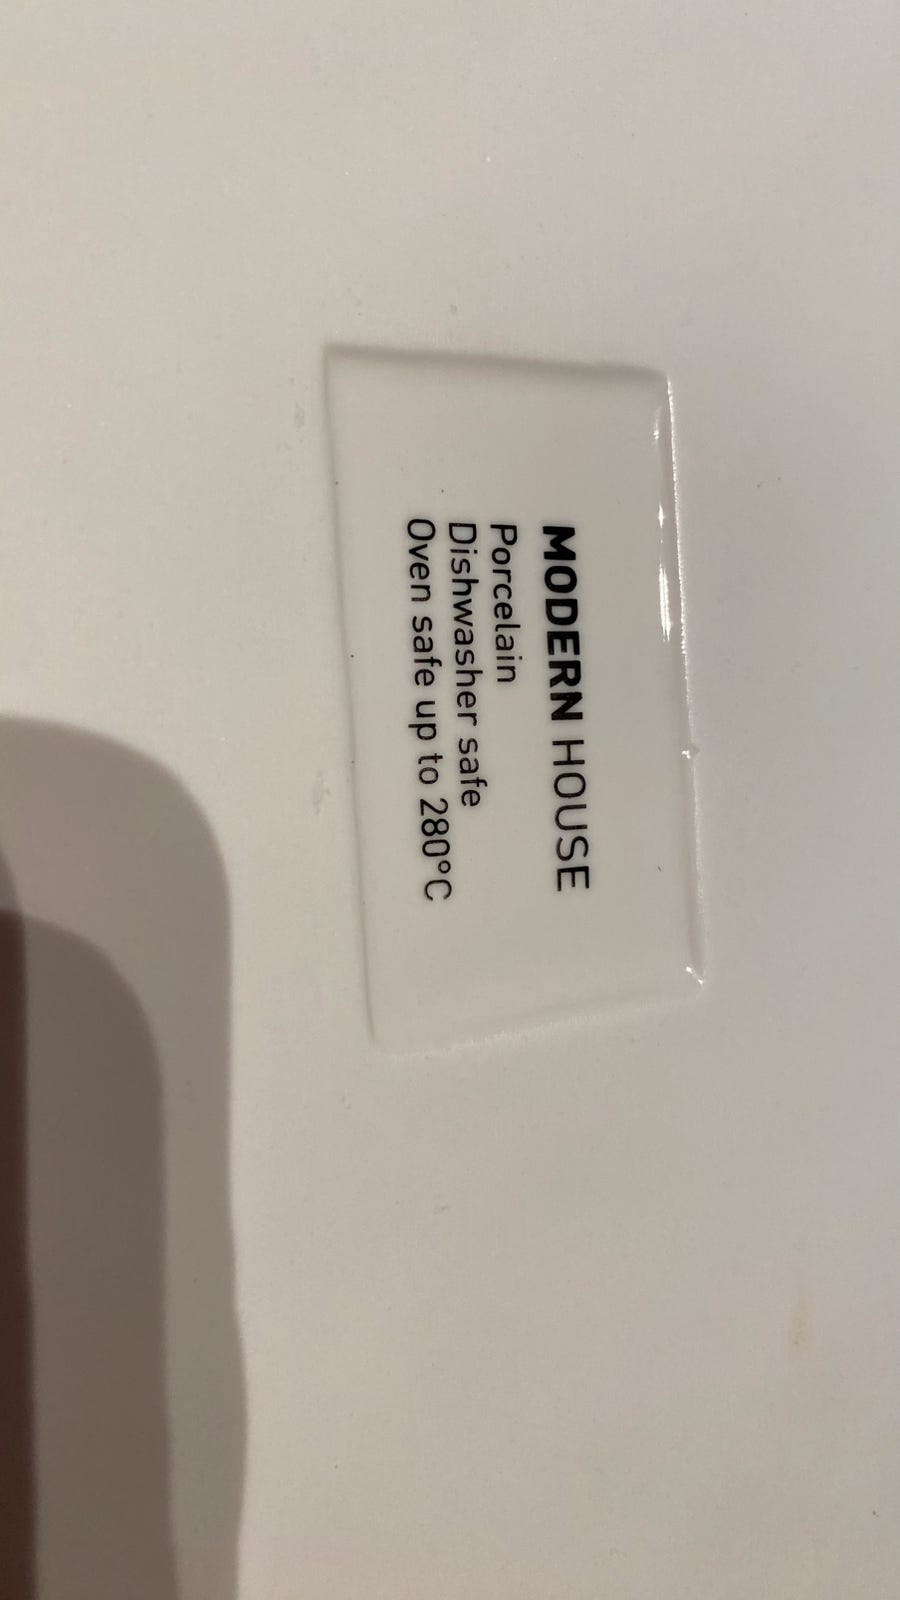 MODERN HOUSE
Porcelain
Dishwasher safe
Oven safe up to 280°C